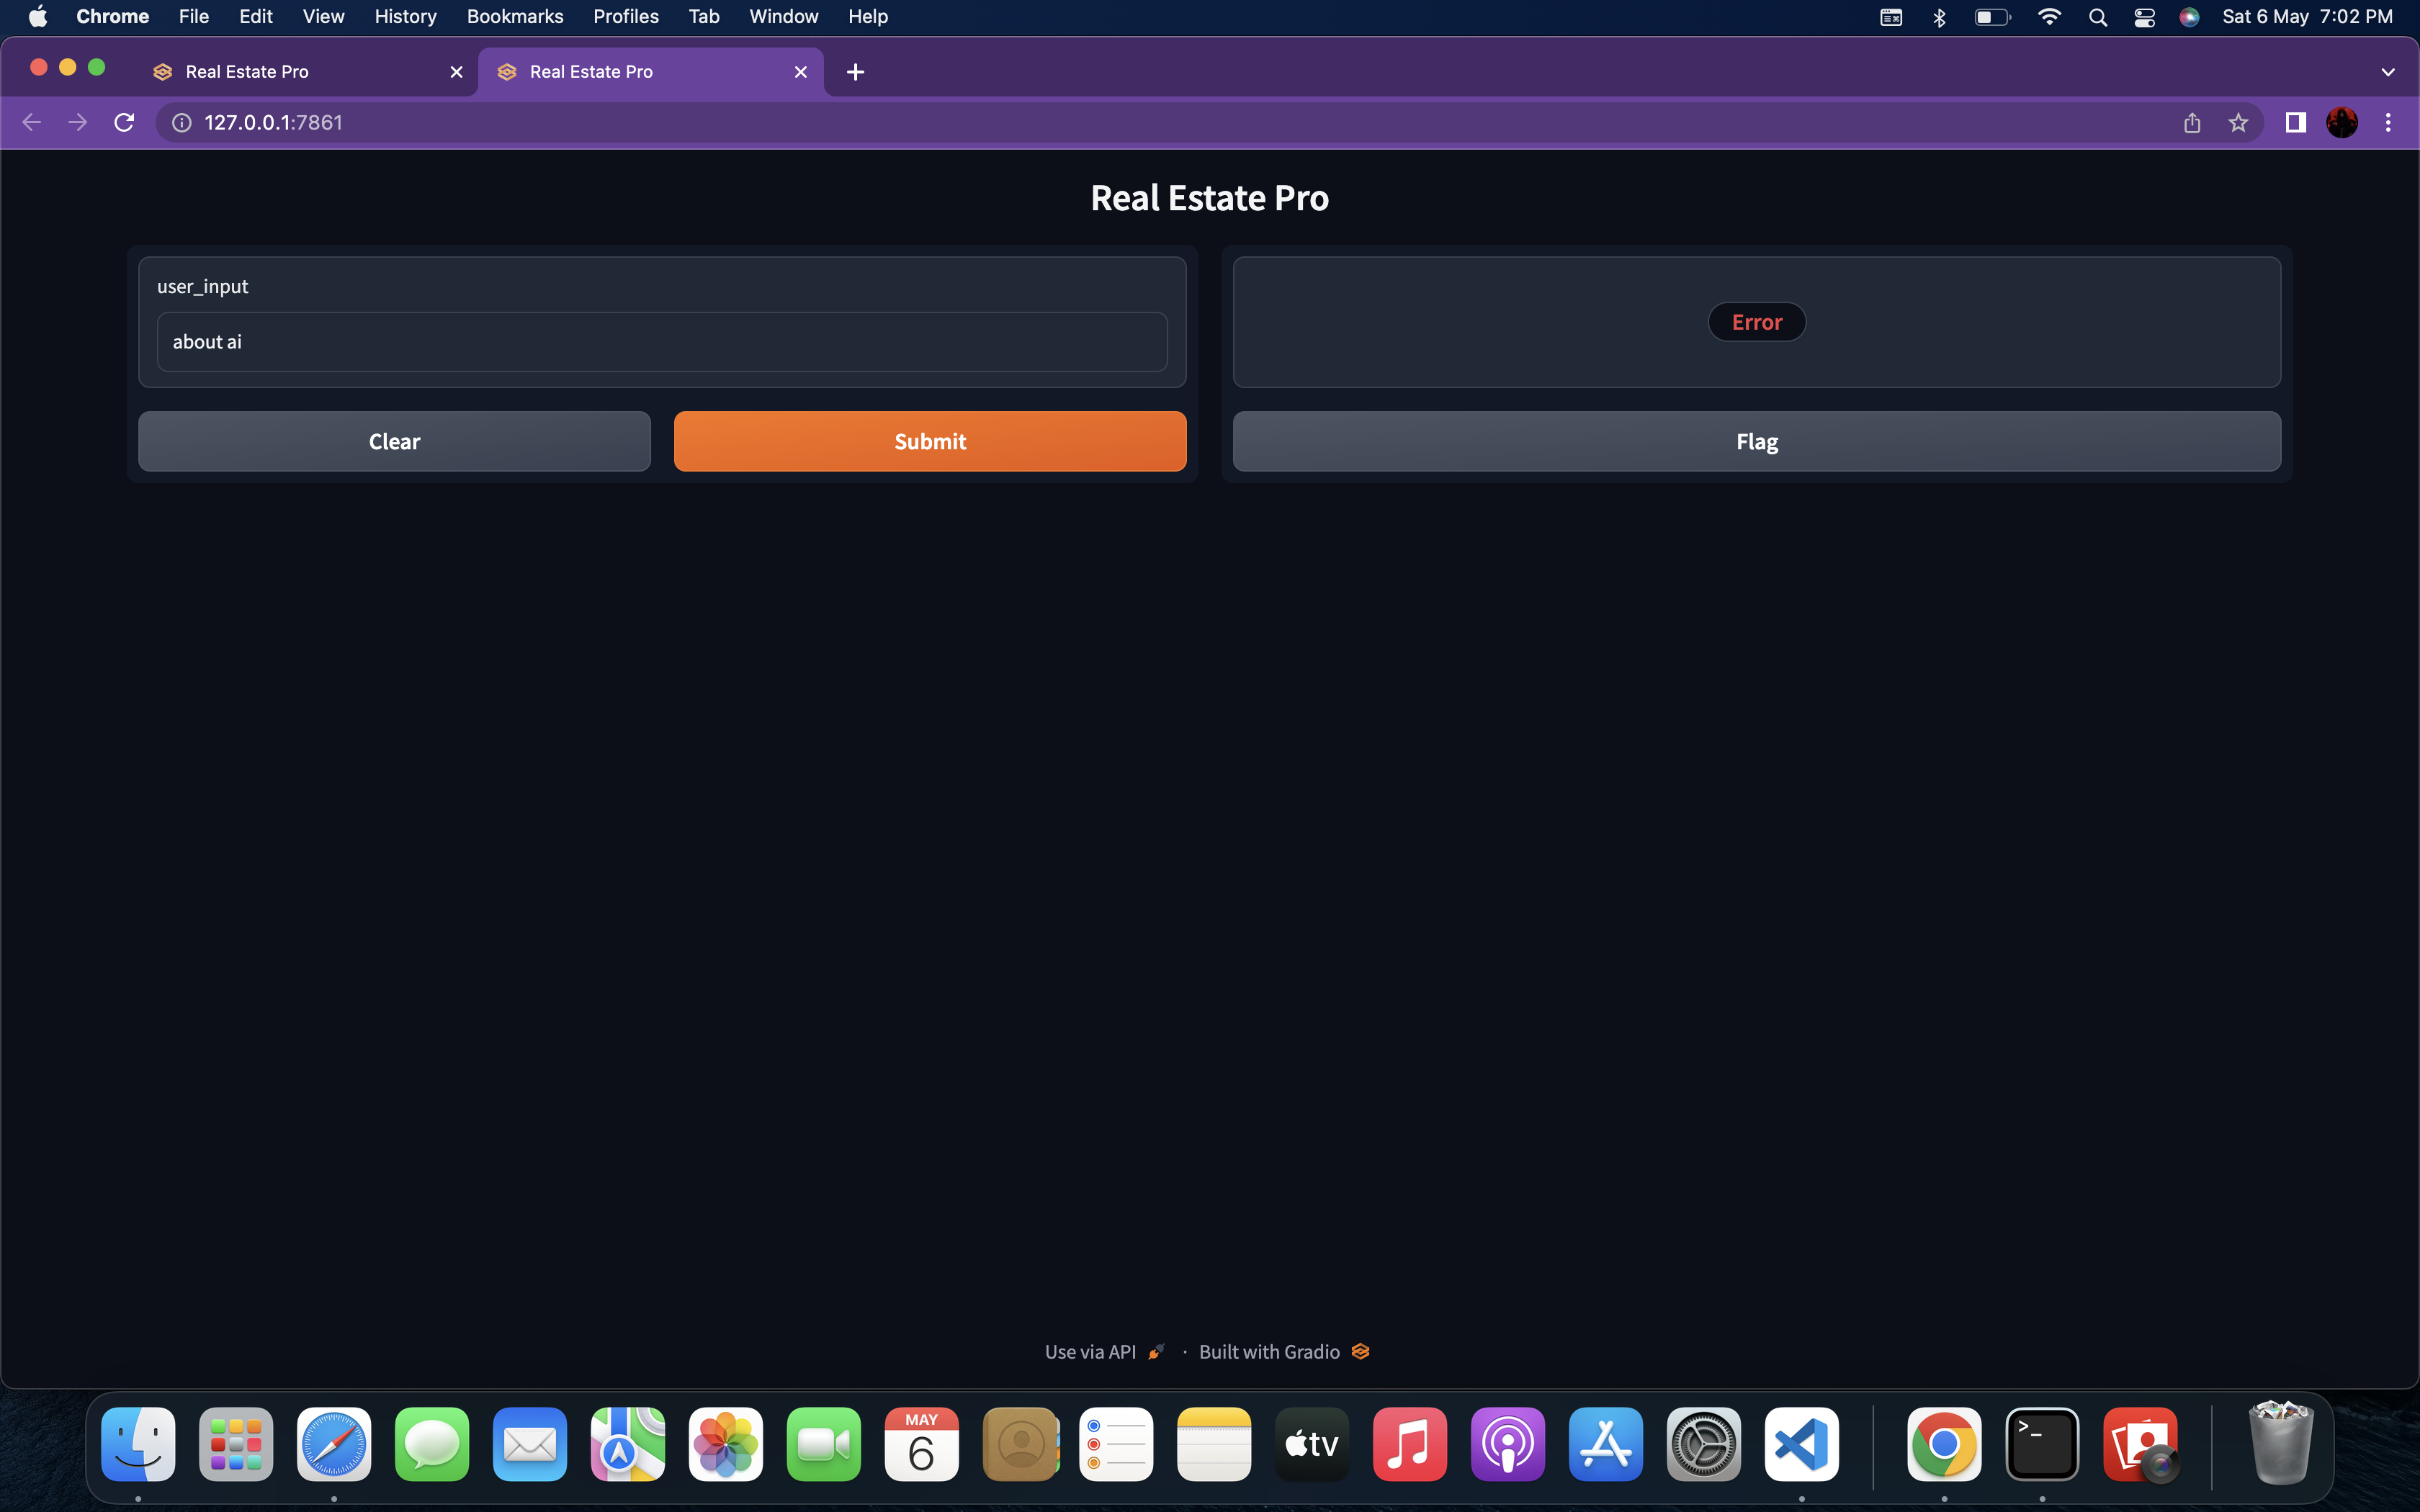 Chrome File Edit View History Bookmarks Profiles Tab Window Help Sat 6 May 7:02 PM
Real Estate Pro Real Estate Pro
127.0.0.1:7861
Real Estate Pro
user_input
about ai
Error
Clear Submit Flag
Use via API · Built with Gradio
MAY
6
tv
>_